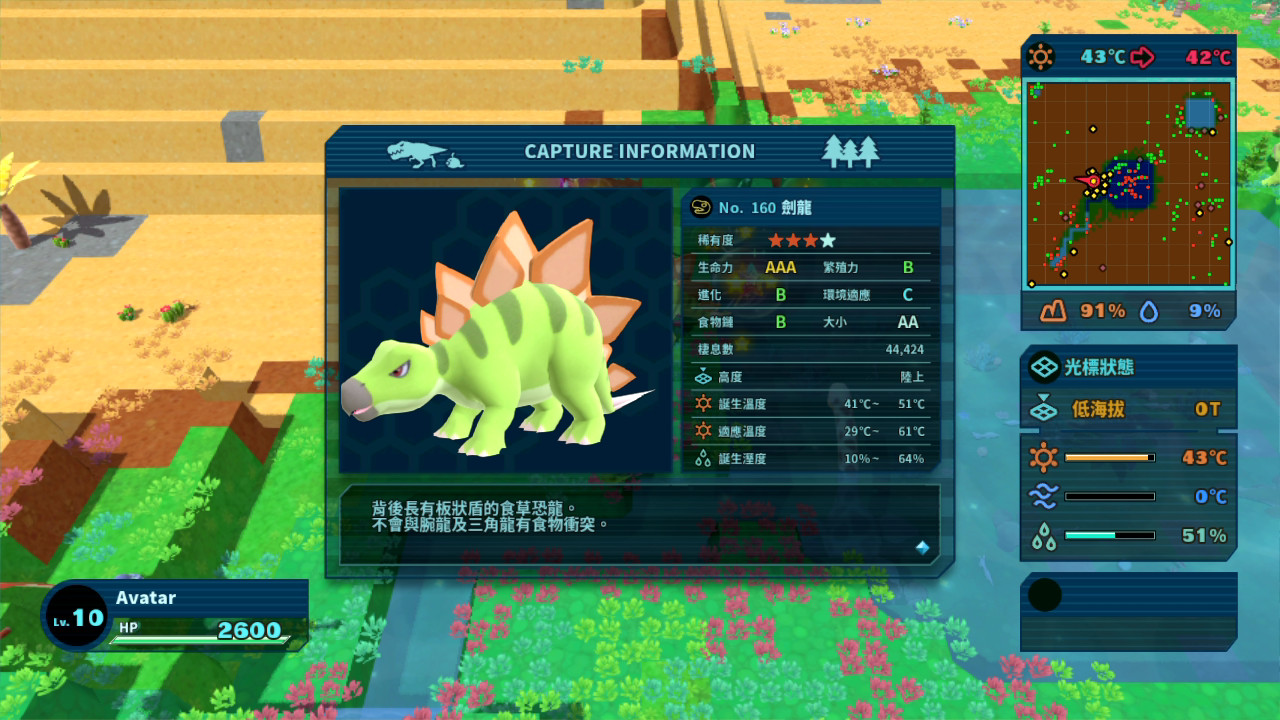 43℃ 42℃
CAPTURE INFORMATION
No. 160 劍龍
稀有度
生命力 AAA 繁殖力 B
進化 B 環境適應 C
食物鏈 B 大小 AA
棲息數 44,424
高度 陸上
誕生溫度 41℃~ 51℃
適應溫度 29℃~ 61℃
誕生溼度 10%~ 64%
背後長有板狀盾的食草恐龍。
不會與腕龍及三角龍有食物衝突。
91% 9%
光標狀態
低海拔 0T
43℃
0℃
51%
Avatar
Lv. 10
HP 2600